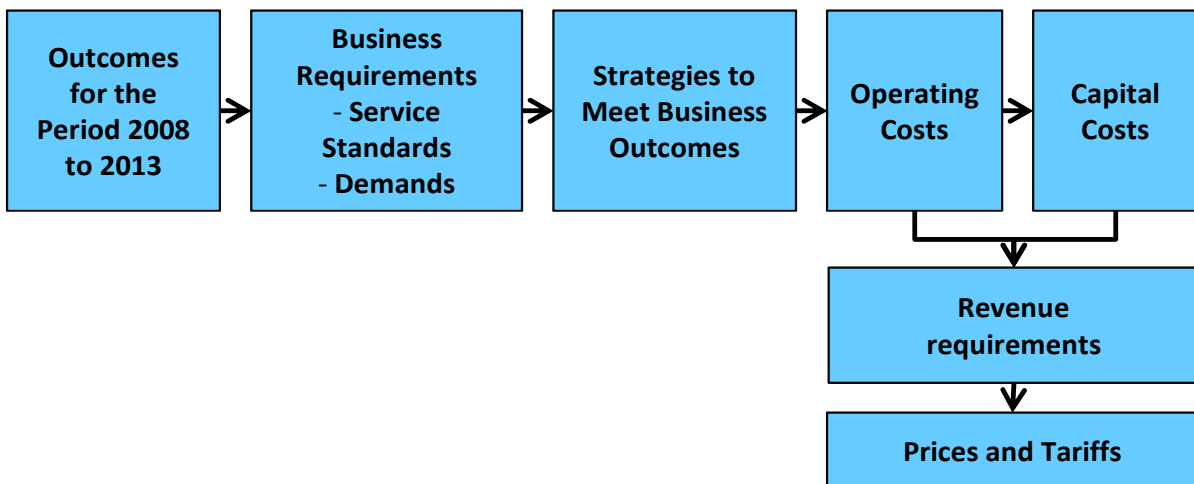 Outcomes
for the
Period 2008
to 2013
Business
Requirements
- Service
Standards
- Demands
Strategies to
Meet Business
Outcomes
Operating
Costs
Capital
Costs
Revenue
requirements
Prices and Tariffs